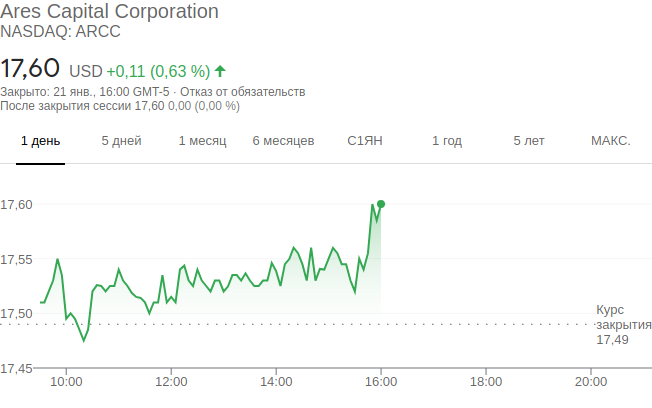 Ares Capital Corporation
NASDAQ: ARCC
17,60 USD +0,11 (0,63 %)
Закрыто: 21 янв., 16:00 GMT-5 · Отказ от обязательств
После закрытия сессии 17,60 0,00 (0,00 %)
1 день 5 дней 1 месяц 6 месяцев С1ЯН 1 год 5 лет МАКС.
17,60
17,55
17,50
Курс
закрытия
17,49
17,45
10:00 12:00 14:00 16:00 18:00 20:00